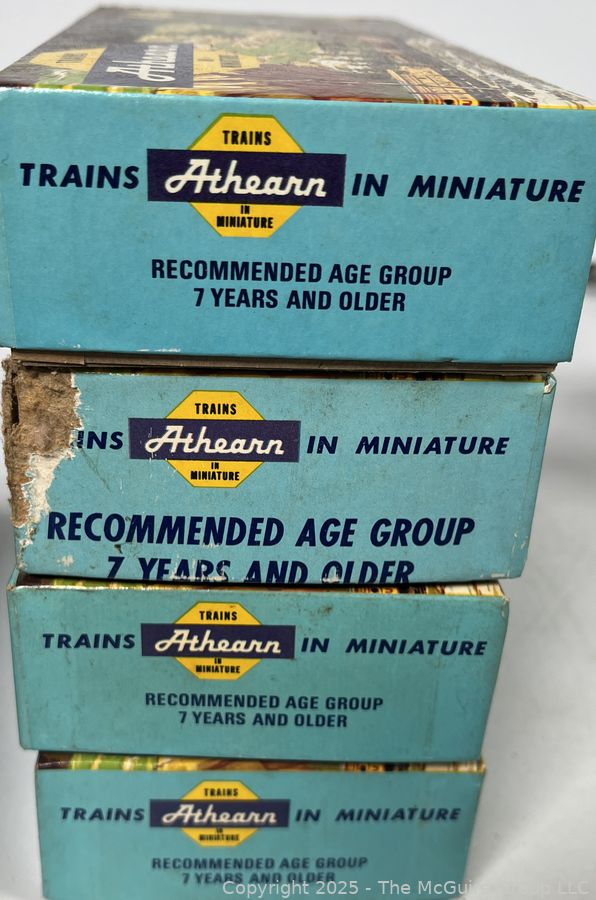 Athearn
TRAINS
TRAINS Athearn IN MINIATURE
IN
MINIATURE
RECOMMENDED AGE GROUP
7 YEARS AND OLDER
TRAINS
Athearn IN MINIATURE
IN
MINIATURE
RECOMMENDED AGE GROUP
7 YEARS AND OLDER
TRAINS
TRAINS Athearn IN MINIATURE
IN
MINIATURE
RECOMMENDED AGE GROUP
7 YEARS AND OLDER
TRAINS
TRAINS Athearn IN MINIATURE
IN
MINIATURE
RECOMMENDED AGE GROUP
7 YEARS AND OLDER
Copyright 2025 - The McGuire Group LLC